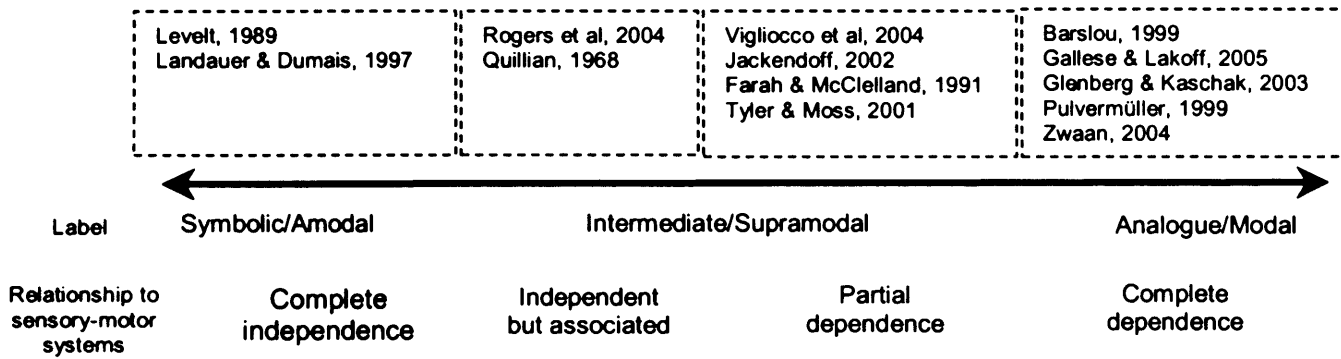 Levelt, 1989
Landauer & Dumais, 1997
Rogers et al, 2004
Quillian, 1968
Vigliocco et al, 2004
Jackendoff, 2002
Farah & McClelland, 1991
Tyler & Moss, 2001
Barslou, 1999
Gallese & Lakoff, 2005
Glenberg & Kaschak, 2003
Pulvermüller, 1999
Zwaan, 2004
Label
Symbolic/Amodal
Intermediate/Supramodal
Analogue/Modal
Relationship to
sensory-motor
systems
Complete
independence
Independent
but associated
Partial
dependence
Complete
dependence